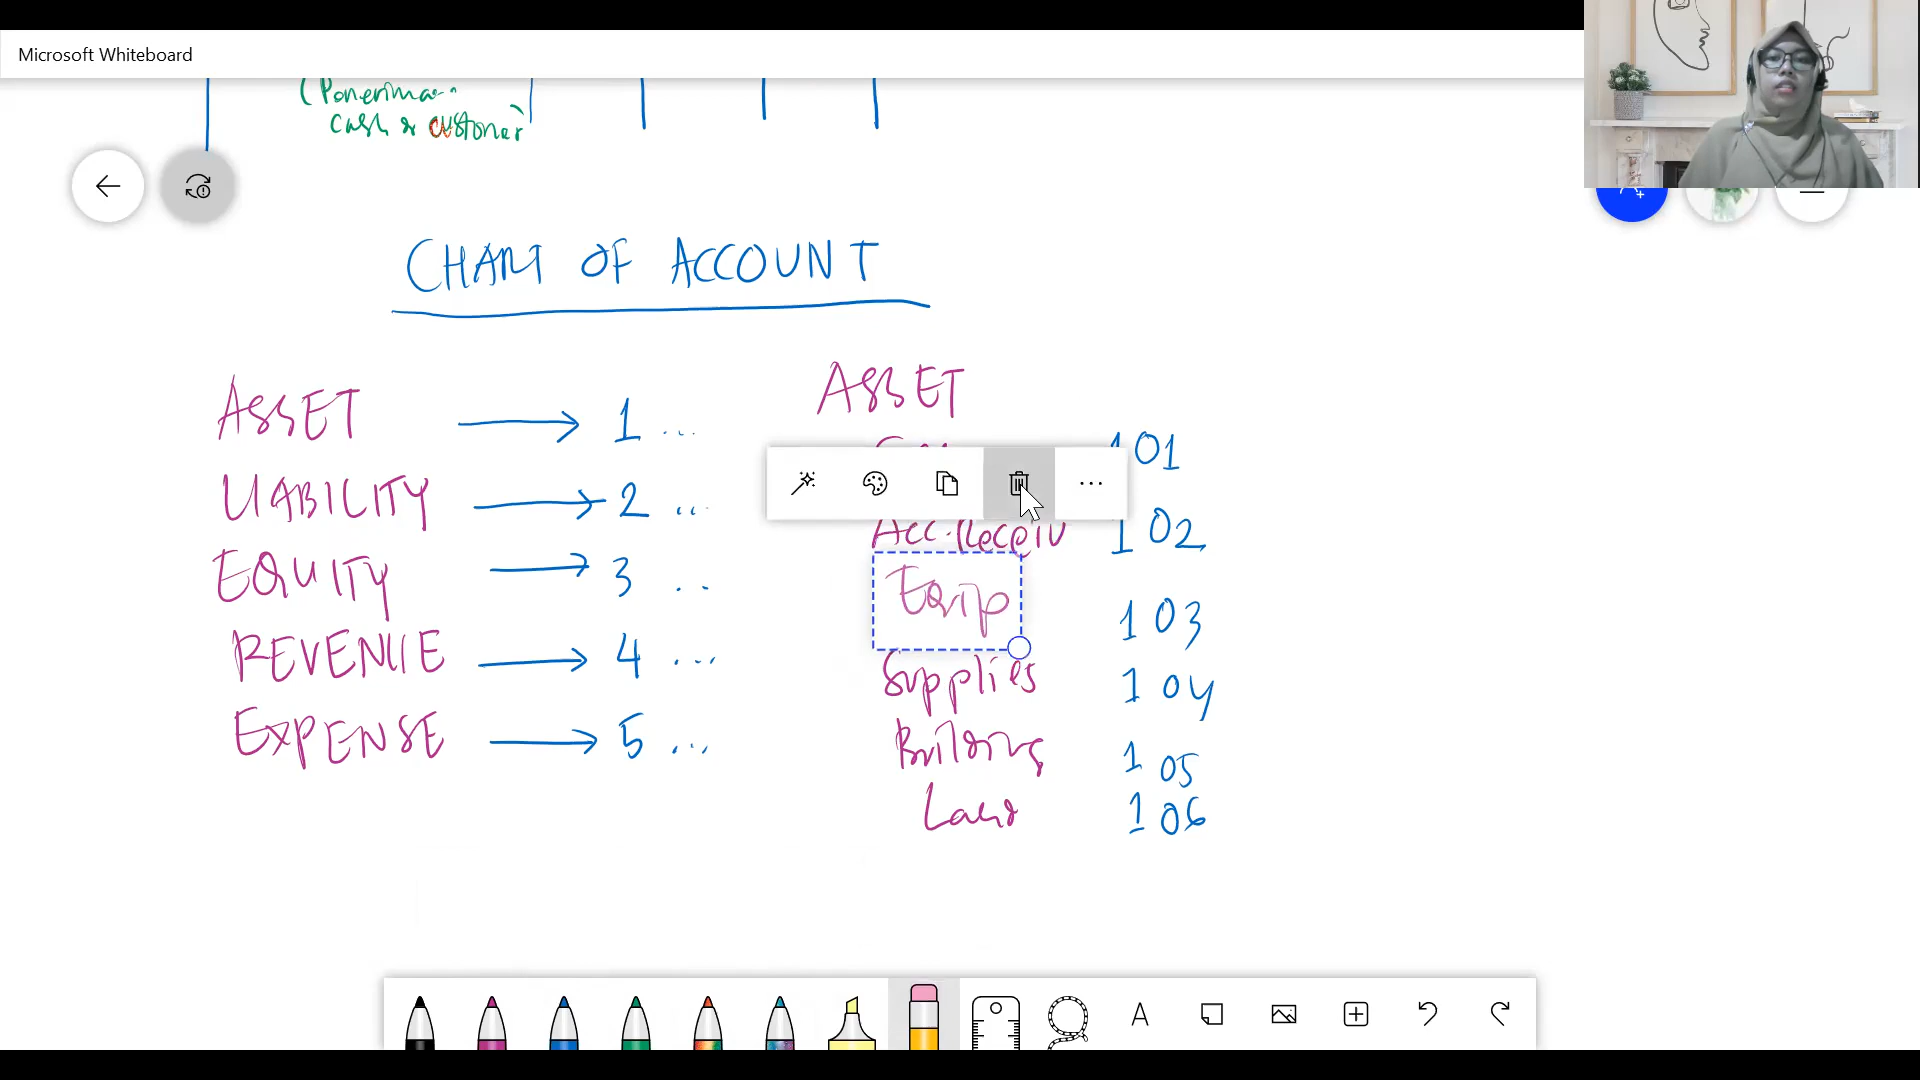 Microsoft Whiteboard
(Penerimaan
Cash & Customer)
CHART OF ACCOUNT
ASSET 1 ...
LIABILITY 2 ...
EQUITY 3 ..
REVENUE 4 ...
EXPENSE 5 ...
ASSET
101
Acc. Receiv 102
Equip 103
Supplies 104
Building 105
Land 106
A